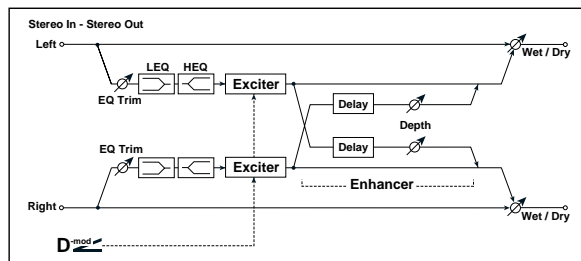 Stereo In - Stereo Out
Left
Wet / Dry
LEQ HEQ
EQ Trim
Exciter
Delay
Depth
EQ Trim
Delay
Exciter
Enhancer
Right
Wet / Dry
D-mod